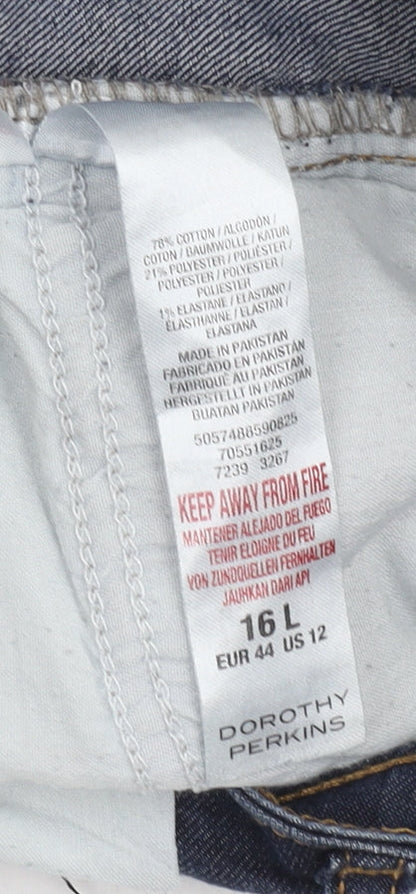 78% COTTON / ALGODÓN /
COTON / BAUMWOLLE / KATUN
21% POLYESTER / POLIÉSTER /
POLYESTER / POLYESTER /
POLIESTER
1% ELASTANE / ELASTANO /
ÉLASTHANNE / ELASTAN /
ELASTANA
MADE IN PAKISTAN
FABRICADO EN PAKISTAN
FABRIQUÉ AU PAKISTAN
HERGESTELLT IN PAKISTAN
BUATAN PAKISTAN
5057488590825
70551625
7239 3267
KEEP AWAY FROM FIRE
MANTENER ALEJADO DEL FUEGO
TENIR ELOIGNE DU FEU
VON ZUNDQUELLEN FERNHALTEN
JAUHKAN DARI API
16 L
EUR 44 US 12
DOROTHY
PERKINS